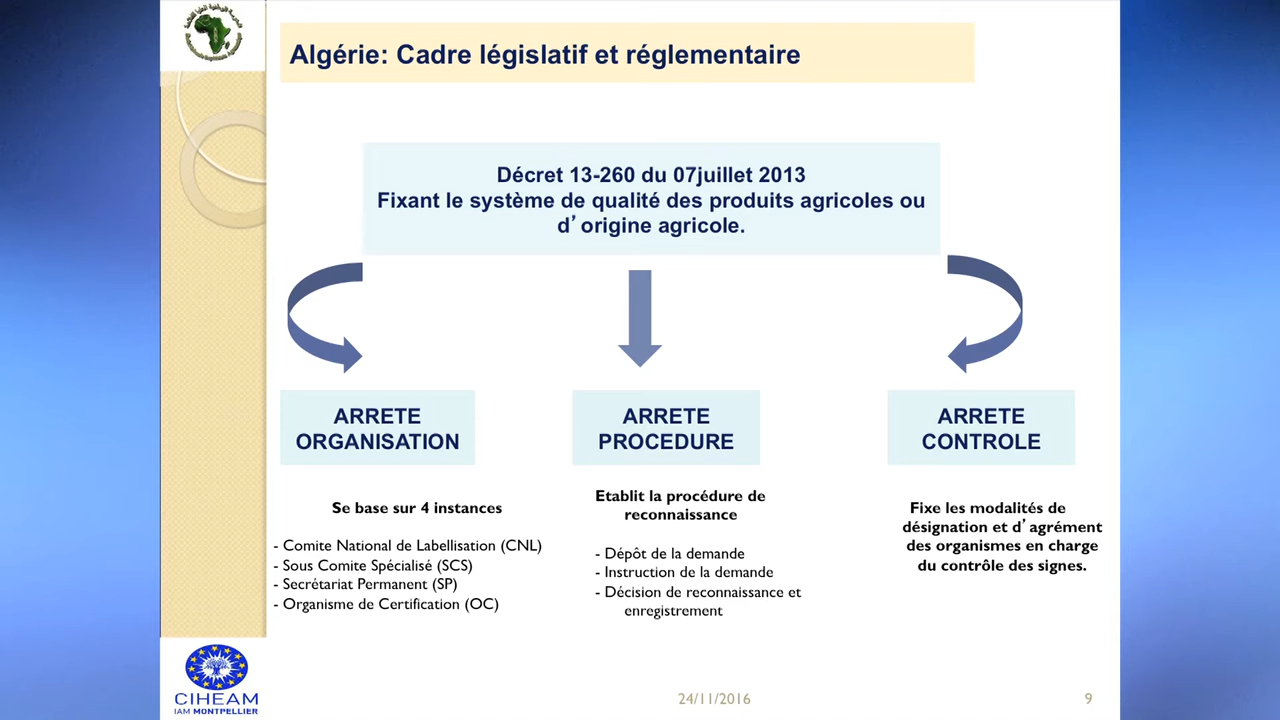 Algérie: Cadre législatif et réglementaire
Décret 13-260 du 07juillet 2013
Fixant le système de qualité des produits agricoles ou
d’ origine agricole.
ARRETE
ORGANISATION
Se base sur 4 instances
- Comite National de Labellisation (CNL)
- Sous Comite Spécialisé (SCS)
- Secrétariat Permanent (SP)
- Organisme de Certification (OC)
ARRETE
PROCEDURE
Etablit la procédure de
reconnaissance
- Dépôt de la demande
- Instruction de la demande
- Décision de reconnaissance et
enregistrement
ARRETE
CONTROLE
Fixe les modalités de
désignation et d’ agrément
des organismes en charge
du contrôle des signes.
CIHEAM
IAM MONTPELLIER
24/11/2016
9